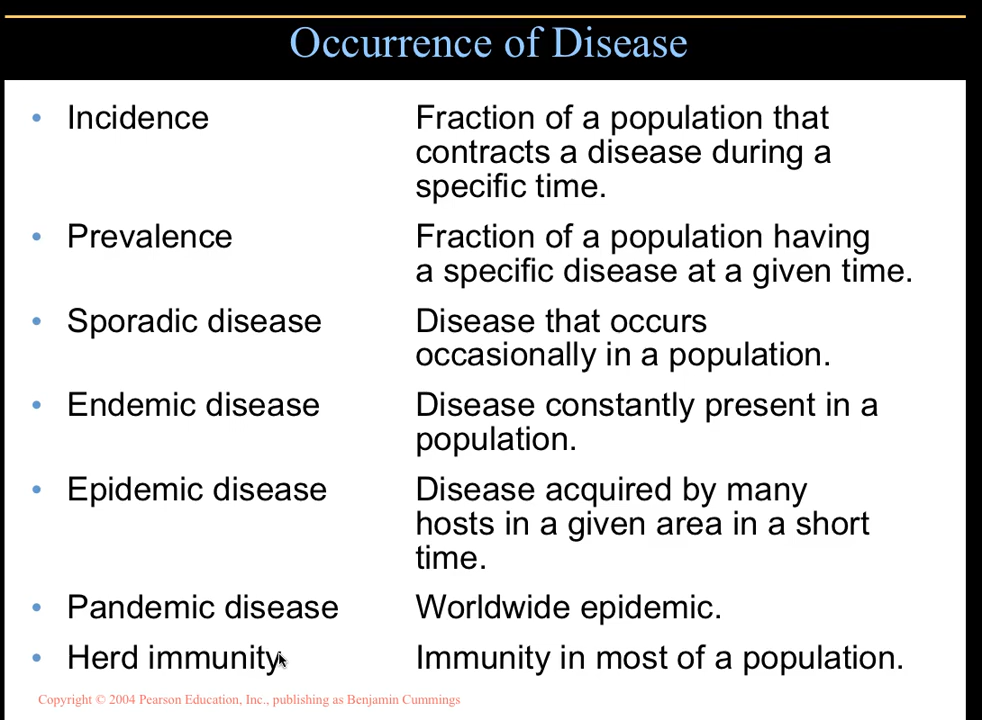 Occurrence of Disease
• Incidence Fraction of a population that
contracts a disease during a
specific time.
• Prevalence Fraction of a population having
a specific disease at a given time.
• Sporadic disease Disease that occurs
occasionally in a population.
• Endemic disease Disease constantly present in a
population.
• Epidemic disease Disease acquired by many
hosts in a given area in a short
time.
• Pandemic disease Worldwide epidemic.
• Herd immunity Immunity in most of a population.
Copyright © 2004 Pearson Education, Inc., publishing as Benjamin Cummings